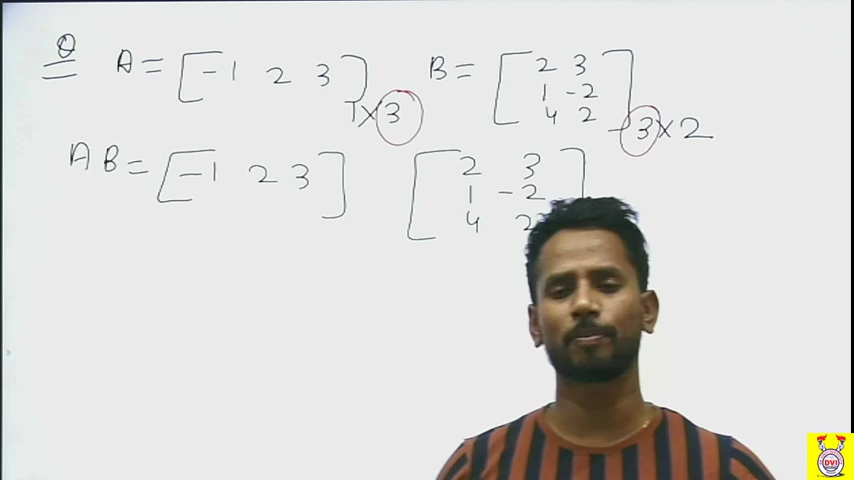 Q A = [-1 2 3]1×3 B = [2 3
1 -2
4 2]3×2
AB = [-1 2 3] [2 3
1 -2
4 2
DVI